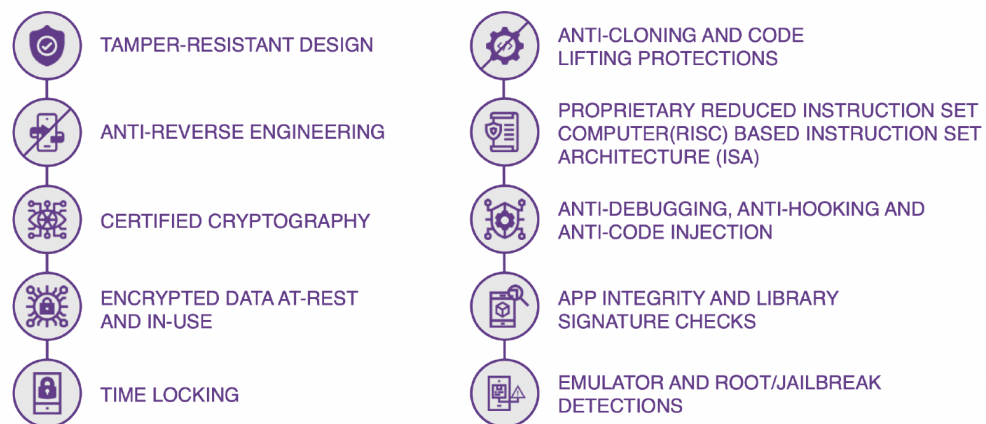 TAMPER-RESISTANT DESIGN
ANTI-REVERSE ENGINEERING
CERTIFIED CRYPTOGRAPHY
ENCRYPTED DATA AT-REST
AND IN-USE
TIME LOCKING
ANTI-CLONING AND CODE
LIFTING PROTECTIONS
PROPRIETARY REDUCED INSTRUCTION SET
COMPUTER(RISC) BASED INSTRUCTION SET
ARCHITECTURE (ISA)
ANTI-DEBUGGING, ANTI-HOOKING AND
ANTI-CODE INJECTION
APP INTEGRITY AND LIBRARY
SIGNATURE CHECKS
EMULATOR AND ROOT/JAILBREAK
DETECTIONS